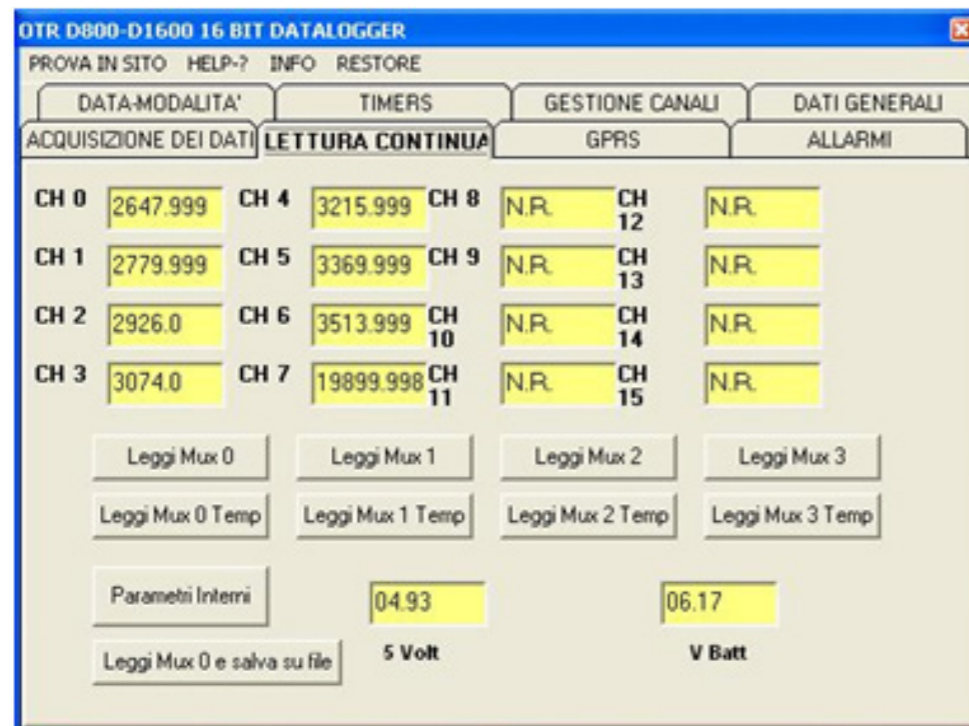 OTR D800-D1600 16 BIT DATALOGGER
PROVA IN SITO HELP-? INFO RESTORE
DATA-MODALITA' TIMERS GESTIONE CANALI DATI GENERALI
ACQUISIZIONE DEI DATI LETTURA CONTINUA GPRS ALLARMI
CH 0 2647.999 CH 4 3215.999 CH 8 N.R. CH 12 N.R.
CH 1 2779.999 CH 5 3369.999 CH 9 N.R. CH 13 N.R.
CH 2 2926.0 CH 6 3513.999 CH 10 N.R. CH 14 N.R.
CH 3 3074.0 CH 7 19899.998 CH 11 N.R. CH 15 N.R.
Leggi Mux 0 Leggi Mux 1 Leggi Mux 2 Leggi Mux 3
Leggi Mux 0 Temp Leggi Mux 1 Temp Leggi Mux 2 Temp Leggi Mux 3 Temp
Parametri Interni 04.93 06.17
Leggi Mux 0 e salva su file 5 Volt V Batt